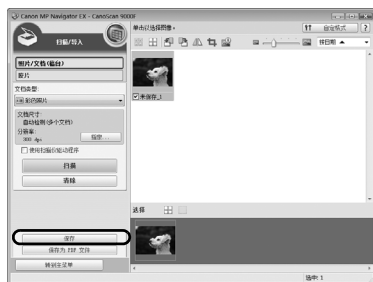 Canon MP Navigator EX - CanoScan 9000F
扫描/导入
单击以选择图像。
自定模式
?
按日期
照片/文档(稿台)
胶片
文档类型:
彩色照片
文档尺寸
自动检测(多个文档)
分辨率:
300 dpi
指定...
使用扫描仪驱动程序
扫描
清除
未保存_1
选择
保存
保存为 PDF 文件
转到主菜单
选中: 1